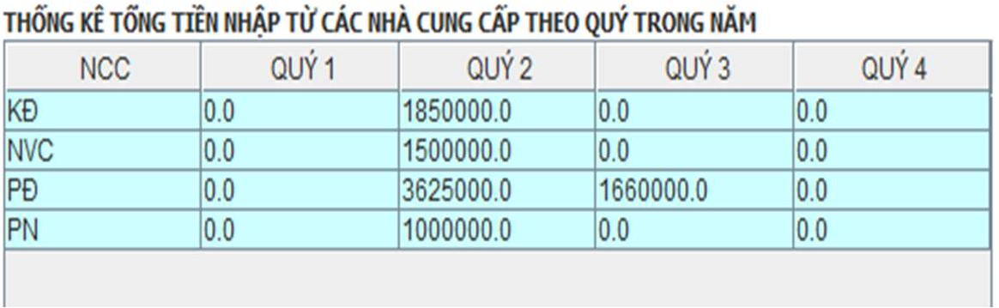 THỐNG KÊ TỔNG TIỀN NHẬP TỪ CÁC NHÀ CUNG CẤP THEO QUÝ TRONG NĂM
NCC QUÝ 1 QUÝ 2 QUÝ 3 QUÝ 4
KĐ 0.0 1850000.0 0.0 0.0
NVC 0.0 1500000.0 0.0 0.0
PĐ 0.0 3625000.0 1660000.0 0.0
PN 0.0 1000000.0 0.0 0.0